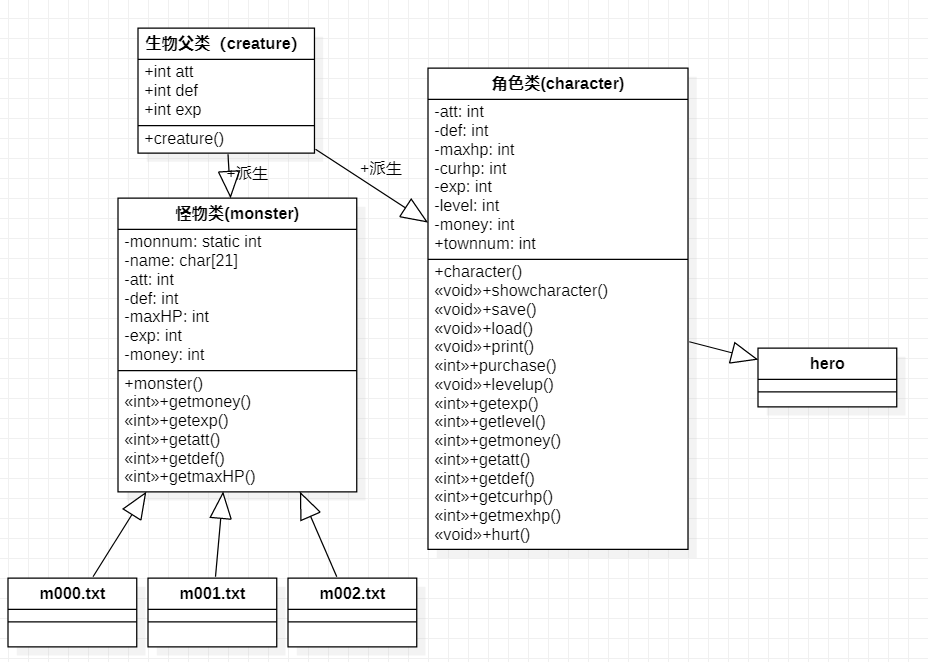 生物父类（creature）
+int att
+int def
+int exp
+creature()
+派生
+派生
怪物类(monster)
-monnum: static int
-name: char[21]
-att: int
-def: int
-maxHP: int
-exp: int
-money: int
+monster()
«int»+getmoney()
«int»+getexp()
«int»+getatt()
«int»+getdef()
«int»+getmaxHP()
角色类(character)
-att: int
-def: int
-maxhp: int
-curhp: int
-exp: int
-level: int
-money: int
+townnum: int
+character()
«void»+showcharacter()
«void»+save()
«void»+load()
«void»+print()
«int»+purchase()
«void»+levelup()
«int»+getexp()
«int»+getlevel()
«int»+getmoney()
«int»+getatt()
«int»+getdef()
«int»+getcurhp()
«int»+getmexhp()
«void»+hurt()
hero
m000.txt
m001.txt
m002.txt